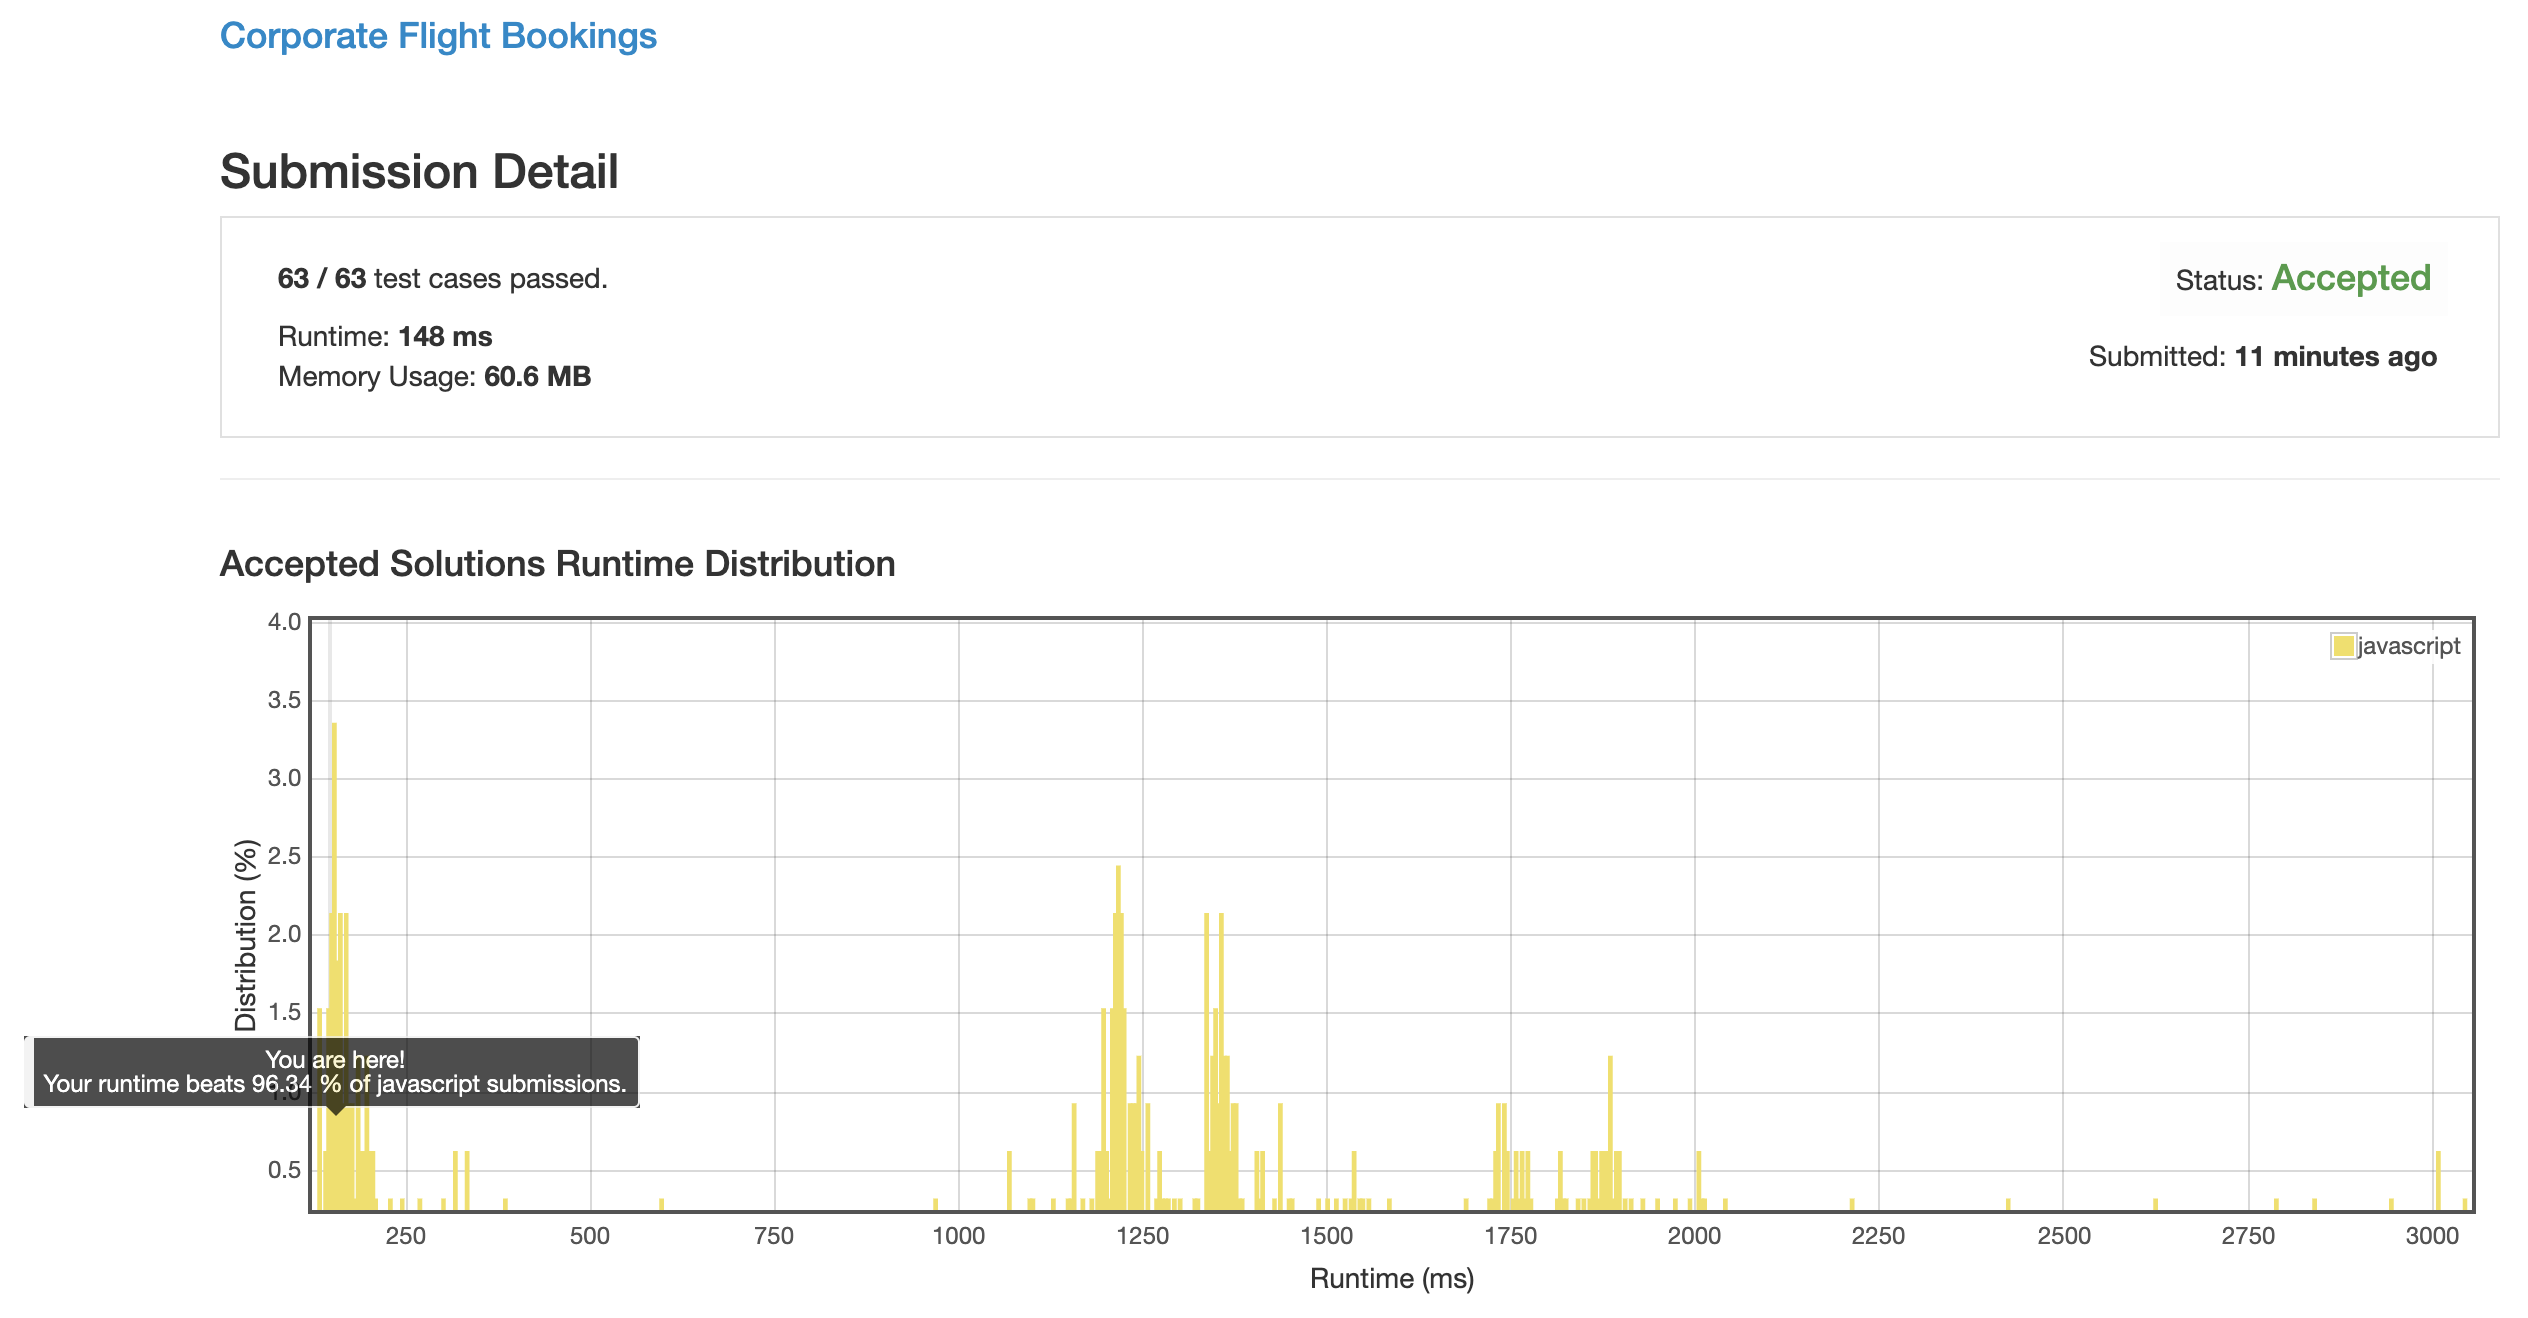 Corporate Flight Bookings
Submission Detail
63 / 63 test cases passed.
Status: Accepted
Runtime: 148 ms
Submitted: 11 minutes ago
Memory Usage: 60.6 MB
Accepted Solutions Runtime Distribution
4.0
javascript
3.5
3.0
2.5
Distribution (%)
2.0
1.5
You are here!
Your runtime beats 96.34 % of javascript submissions.
1.0
0.5
250 500 750 1000 1250 1500 1750 2000 2250 2500 2750 3000
Runtime (ms)